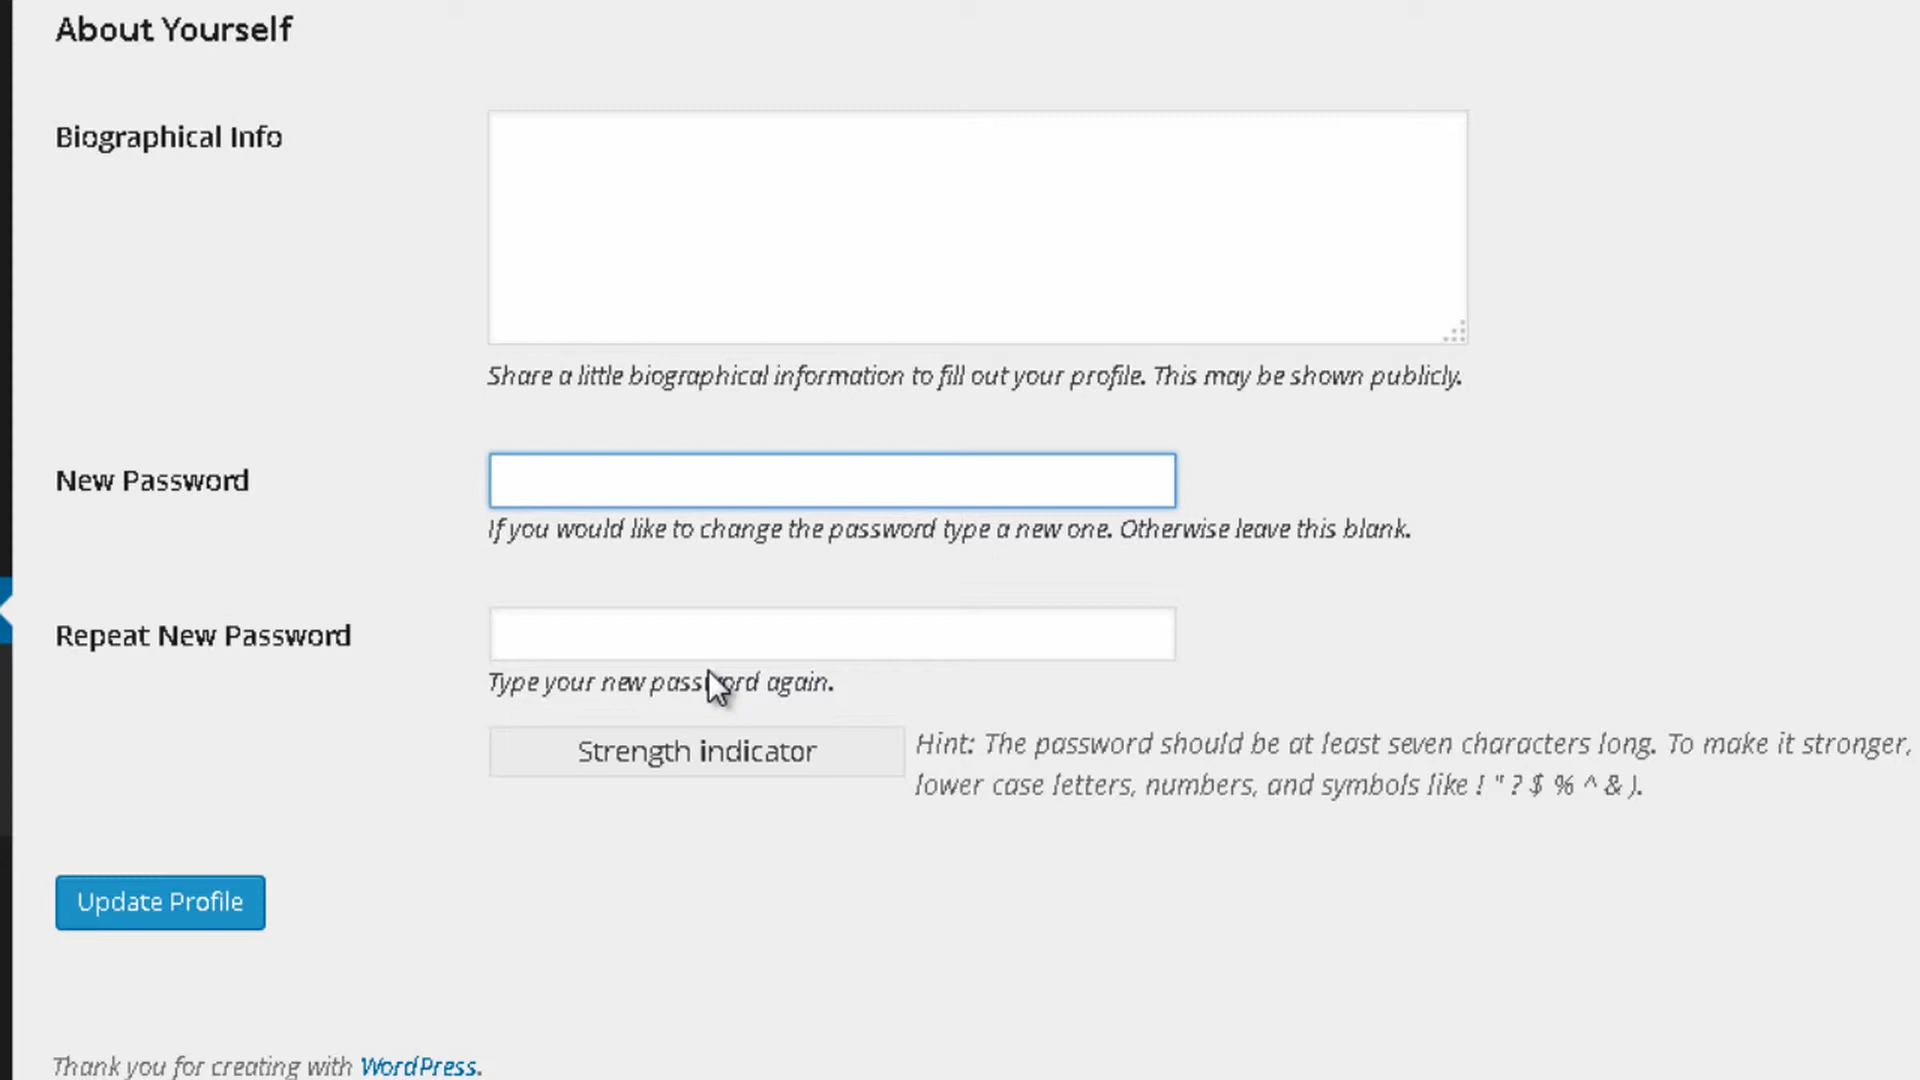 About Yourself
Biographical Info
Share a little biographical information to fill out your profile. This may be shown publicly.
New Password
If you would like to change the password type a new one. Otherwise leave this blank.
Repeat New Password
Type your new password again.
Strength indicator
Hint: The password should be at least seven characters long. To make it stronger,
lower case letters, numbers, and symbols like ! " ? $ % ^ & ).
Update Profile
Thank you for creating with WordPress.